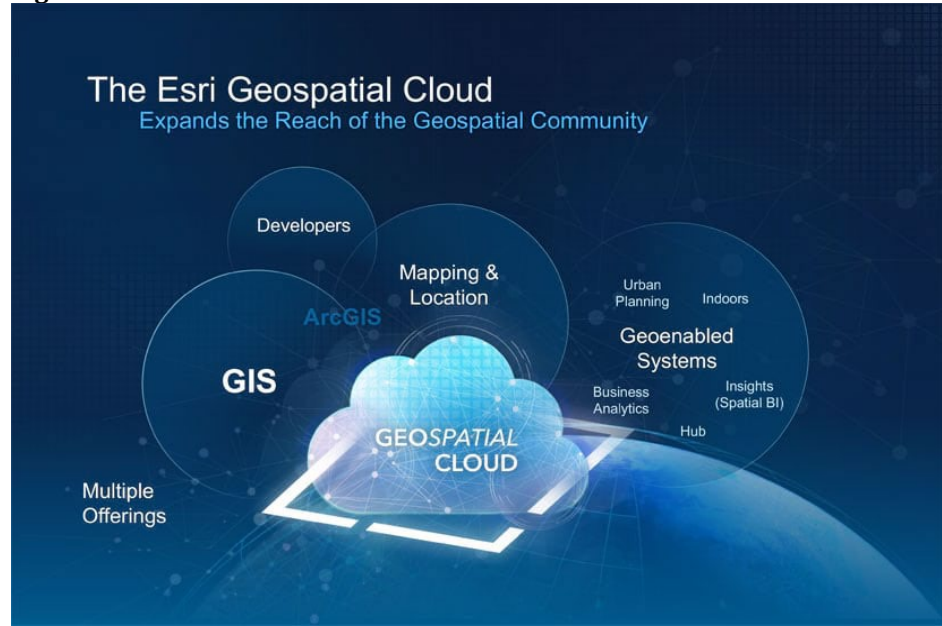 The Esri Geospatial Cloud
Expands the Reach of the Geospatial Community
Developers
Mapping &
Location
ArcGIS
GIS
Urban
Planning
Indoors
Geoenabled
Systems
Business
Analytics
Insights
(Spatial BI)
Hub
GEOSPATIAL
CLOUD
Multiple
Offerings